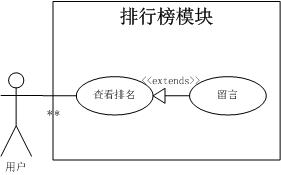 排行榜模块
<<extends>>
查看排名
留言
**
用户